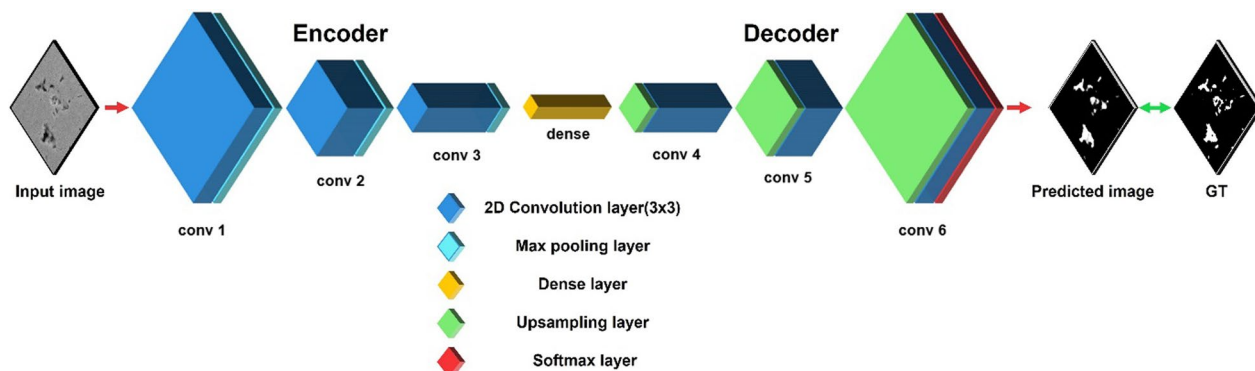 Encoder
Decoder
Input image
conv 1
conv 2
conv 3
dense
conv 4
conv 5
conv 6
Predicted image
GT
2D Convolution layer(3x3)
Max pooling layer
Dense layer
Upsampling layer
Softmax layer